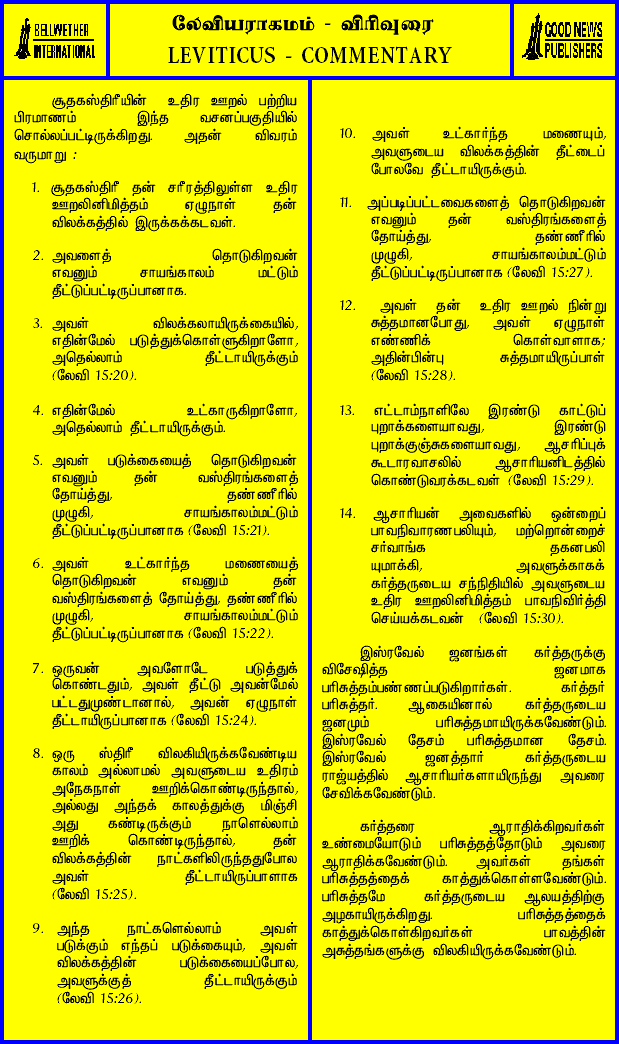 BELLWETHER
INTERNATIONAL
லேவியராகமம் - விரிவுரை
LEVITICUS - COMMENTARY
GOOD NEWS
PUBLISHERS
சூதகஸ்திரீயின் உதிர ஊறல் பற்றிய
பிரமாணம் இந்த வசனப்பகுதியில்
சொல்லப்பட்டிருக்கிறது. அதன் விவரம்
வருமாறு :
1. சூதகஸ்திரீ தன் சரீரத்திலுள்ள உதிர
ஊறலினிமித்தம் ஏழுநாள் தன்
விலக்கத்தில் இருக்கக்கடவள்.
2. அவளைத் தொடுகிறவன்
எவனும் சாயங்காலம் மட்டும்
தீட்டுப்பட்டிருப்பானாக.
3. அவள் விலக்கலாயிருக்கையில்,
எதின்மேல் படுத்துக்கொள்ளுகிறாளோ,
அதெல்லாம் தீட்டாயிருக்கும்
(லேவி 15:20).
4. எதின்மேல் உட்காருகிறாளோ,
அதெல்லாம் தீட்டாயிருக்கும்.
5. அவள் படுக்கையைத் தொடுகிறவன்
எவனும் தன் வஸ்திரங்களைத்
தோய்த்து, தண்ணீரில்
முழுகி, சாயங்காலம்மட்டும்
தீட்டுப்பட்டிருப்பானாக (லேவி 15:21).
6. அவள் உட்கார்ந்த மணையைத்
தொடுகிறவன் எவனும் தன்
வஸ்திரங்களைத் தோய்த்து, தண்ணீரில்
முழுகி, சாயங்காலம்மட்டும்
தீட்டுப்பட்டிருப்பானாக (லேவி 15:22).
7. ஒருவன் அவளோடே படுத்துக்
கொண்டதும், அவள் தீட்டு அவன்மேல்
பட்டதுமுண்டானால், அவன் ஏழுநாள்
தீட்டாயிருப்பானாக (லேவி 15:24).
8. ஒரு ஸ்திரீ விலகியிருக்கவேண்டிய
காலம் அல்லாமல் அவளுடைய உதிரம்
அநேகநாள் ஊறிக்கொண்டிருந்தால்,
அல்லது அந்தக் காலத்துக்கு மிஞ்சி
அது கண்டிருக்கும் நாளெல்லாம்
ஊறிக் கொண்டிருந்தால், தன்
விலக்கத்தின் நாட்களிலிருந்ததுபோல
அவள் தீட்டாயிருப்பாளாக
(லேவி 15:25).
9. அந்த நாட்களெல்லாம் அவள்
படுக்கும் எந்தப் படுக்கையும், அவள்
விலக்கத்தின் படுக்கையைப்போல,
அவளுக்குத் தீட்டாயிருக்கும்
(லேவி 15:26).
10. அவள் உட்கார்ந்த மணையும்,
அவளுடைய விலக்கத்தின் தீட்டைப்
போலவே தீட்டாயிருக்கும்.
11. அப்படிப்பட்டவைகளைத் தொடுகிறவன்
எவனும் தன் வஸ்திரங்களைத்
தோய்த்து, தண்ணீரில்
முழுகி, சாயங்காலம்மட்டும்
தீட்டுப்பட்டிருப்பானாக (லேவி 15:27).
12. அவள் தன் உதிர ஊறல் நின்று
சுத்தமானபோது, அவள் ஏழுநாள்
எண்ணிக் கொள்வாளாக;
அதின்பின்பு சுத்தமாயிருப்பாள்
(லேவி 15:28).
13. எட்டாம்நாளிலே இரண்டு காட்டுப்
புறாக்களையாவது, இரண்டு
புறாக்குஞ்சுகளையாவது, ஆசரிப்புக்
கூடாரவாசலில் ஆசாரியனிடத்தில்
கொண்டுவரக்கடவள் (லேவி 15:29).
14. ஆசாரியன் அவைகளில் ஒன்றைப்
பாவநிவாரணபலியும், மற்றொன்றைச்
சர்வாங்க தகனபலி
யுமாக்கி, அவளுக்காகக்
கர்த்தருடைய சந்நிதியில் அவளுடைய
உதிர ஊறலினிமித்தம் பாவநிவிர்த்தி
செய்யக்கடவன் (லேவி 15:30).
இஸ்ரவேல் ஜனங்கள் கர்த்தருக்கு
விசேஷித்த ஜனமாக
பரிசுத்தம்பண்ணப்படுகிறார்கள். கர்த்தர்
பரிசுத்தர். ஆகையினால் கர்த்தருடைய
ஜனமும் பரிசுத்தமாயிருக்கவேண்டும்.
இஸ்ரவேல் தேசம் பரிசுத்தமான தேசம்.
இஸ்ரவேல் ஜனத்தார் கர்த்தருடைய
ராஜ்யத்தில் ஆசாரியர்களாயிருந்து அவரை
சேவிக்கவேண்டும்.
கர்த்தரை ஆராதிக்கிறவர்கள்
உண்மையோடும் பரிசுத்தத்தோடும் அவரை
ஆராதிக்கவேண்டும். அவர்கள் தங்கள்
பரிசுத்தத்தைக் காத்துக்கொள்ளவேண்டும்.
பரிசுத்தமே கர்த்தருடைய ஆலயத்திற்கு
அழகாயிருக்கிறது. பரிசுத்தத்தைக்
காத்துக்கொள்கிறவர்கள் பாவத்தின்
அசுத்தங்களுக்கு விலகியிருக்கவேண்டும்.